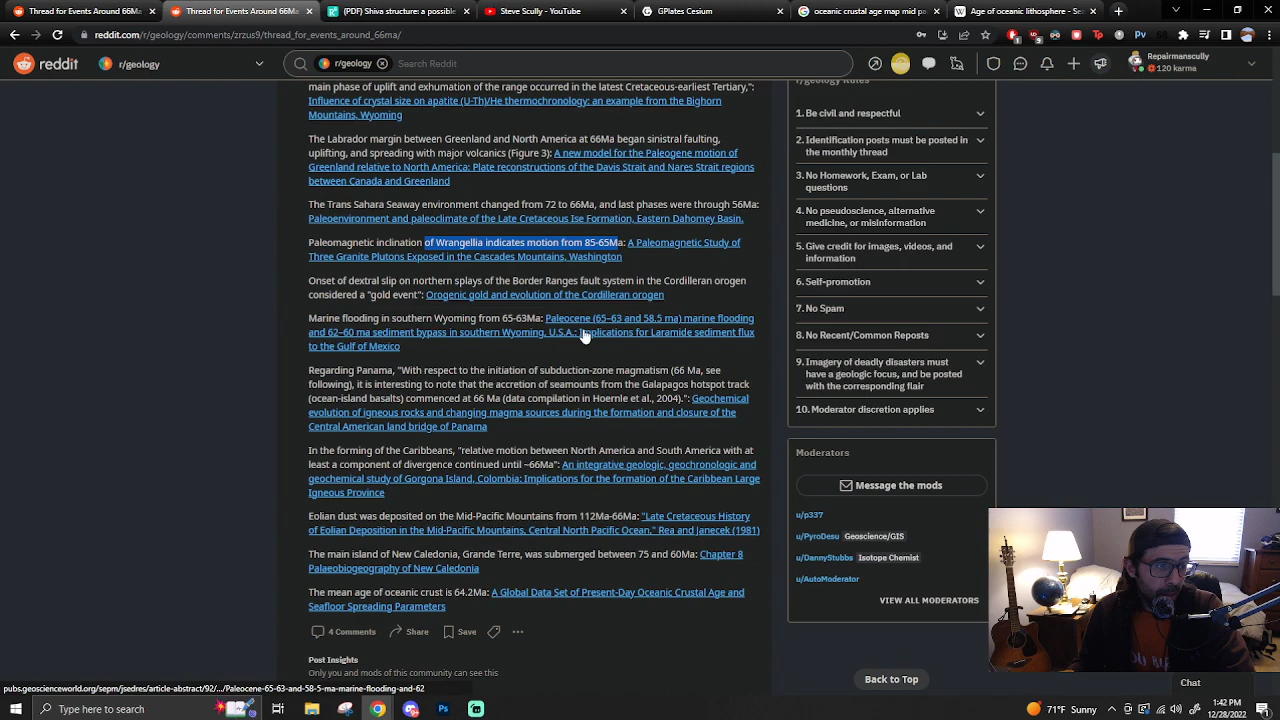 Thread for Events Around 66Ma
Thread for Events Around 66Ma
(PDF) Shiva structure: a possible
Steve Scully - YouTube
GPlates Cesium
oceanic crustal age map mid pa
Age of oceanic lithosphere - Sea
reddit.com/r/geology/comments/zrzus9/thread_for_events_around_66ma/
reddit
r/geology
r/geology
Search Reddit
Repairmanscully
120 karma
main phase of uplift and exhumation of the range occurred in the latest Cretaceous-earliest Tertiary,":
Influence of crystal size on apatite (U-Th)/He thermochronology: an example from the Bighorn
Mountains, Wyoming
The Labrador margin between Greenland and North America at 66Ma began sinistral faulting,
uplifting, and spreading with major volcanics (Figure 3): A new model for the Paleogene motion of
Greenland relative to North America: Plate reconstructions of the Davis Strait and Nares Strait regions
between Canada and Greenland
The Trans Sahara Seaway environment changed from 72 to 66Ma, and last phases were through 56Ma:
Paleoenvironment and paleoclimate of the Late Cretaceous Ise Formation, Eastern Dahomey Basin.
Paleomagnetic inclination of Wrangellia indicates motion from 85-65Ma: A Paleomagnetic Study of
Three Granite Plutons Exposed in the Cascades Mountains, Washington
Onset of dextral slip on northern splays of the Border Ranges fault system in the Cordilleran orogen
considered a "gold event": Orogenic gold and evolution of the Cordilleran orogen
Marine flooding in southern Wyoming from 65-63Ma: Paleocene (65–63 and 58.5 ma) marine flooding
and 62–60 ma sediment bypass in southern Wyoming, U.S.A.: Implications for Laramide sediment flux
to the Gulf of Mexico
Regarding Panama, "With respect to the initiation of subduction-zone magmatism (66 Ma, see
following), it is interesting to note that the accretion of seamounts from the Galapagos hotspot track
(ocean-island basalts) commenced at 66 Ma (data compilation in Hoernle et al., 2004).": Geochemical
evolution of igneous rocks and changing magma sources during the formation and closure of the
Central American land bridge of Panama
In the forming of the Caribbeans, "relative motion between North America and South America with at
least a component of divergence continued until ~66Ma": An integrative geologic, geochronologic and
geochemical study of Gorgona Island, Colombia: Implications for the formation of the Caribbean Large
Igneous Province
Eolian dust was deposited on the Mid-Pacific Mountains from 112Ma-66Ma: "Late Cretaceous History
of Eolian Deposition in the Mid-Pacific Mountains, Central North Pacific Ocean." Rea and Janecek (1981)
The main island of New Caledonia, Grande Terre, was submerged between 75 and 60Ma: Chapter 8
Palaeobiogeography of New Caledonia
The mean age of oceanic crust is 64.2Ma: A Global Data Set of Present-Day Oceanic Crustal Age and
Seafloor Spreading Parameters
4 Comments
Share
Save
Post Insights
Only you and mods of this community can see this
r/geology Rules
1. Be civil and respectful
2. Identification posts must be posted in
the monthly thread
3. No Homework, Exam, or Lab
questions
4. No pseudoscience, alternative
medicine, or misinformation
5. Give credit for images, videos, and
information
6. Self-promotion
7. No Spam
8. No Recent/Common Reposts
9. Imagery of deadly disasters must
have a geologic focus, and be posted
with the corresponding flair
10. Moderator discretion applies
Moderators
Message the mods
u/p337
u/PyroDesu Geoscience/GIS
u/DannyStubbs Isotope Chemist
u/AutoModerator
VIEW ALL MODERATORS
Back to Top
Chat
pubs.geoscienceworld.org/sepm/jsedres/article-abstract/92/.../Paleocene-65-63-and-58-5-ma-marine-flooding-and-62
Type here to search
71°F Sunny
1:42 PM
12/28/2022